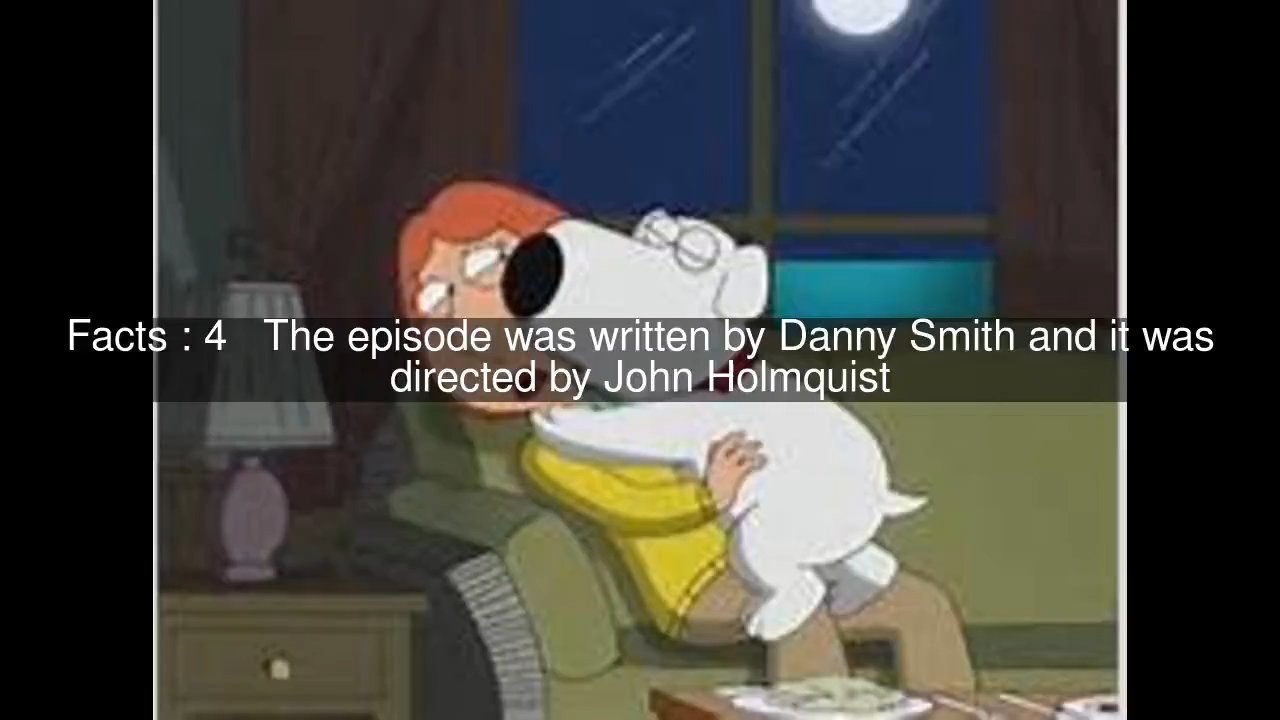 Facts : 4   The episode was written by Danny Smith and it was
directed by John Holmquist